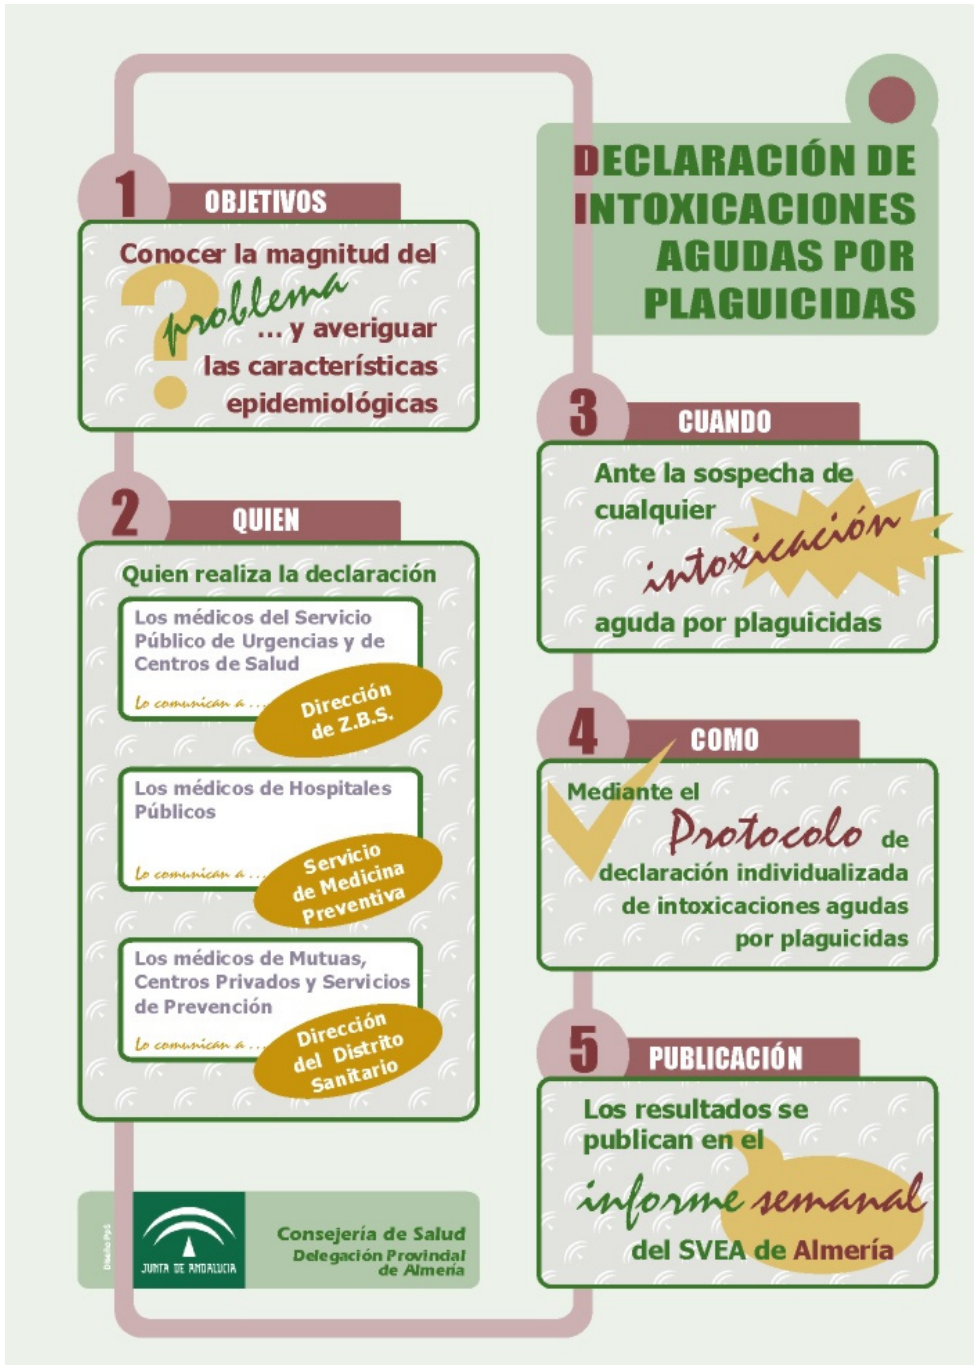 DECLARACIÓN DE
INTOXICACIONES
AGUDAS POR
PLAGUICIDAS
1
OBJETIVOS
Conocer la magnitud del
problema
?
... y averiguar
las características
epidemiológicas
2
QUIEN
Quien realiza la declaración
Los médicos del Servicio
Público de Urgencias y de
Centros de Salud
Lo comunican a ...
Dirección
de Z.B.S.
Los médicos de Hospitales
Públicos
Lo comunican a ...
Servicio
de Medicina
Preventiva
Los médicos de Mutuas,
Centros Privados y Servicios
de Prevención
Lo comunican a ...
Dirección
del Distrito
Sanitario
3
CUANDO
Ante la sospecha de
cualquier
intoxicación
aguda por plaguicidas
4
COMO
Mediante el
Protocolo de
declaración individualizada
de intoxicaciones agudas
por plaguicidas
5
PUBLICACIÓN
Los resultados se
publican en el
informe semanal
del SVEA de Almería
Diseño PpS
JUNTA DE ANDALUCIA
Consejería de Salud
Delegación Provincial
de Almería